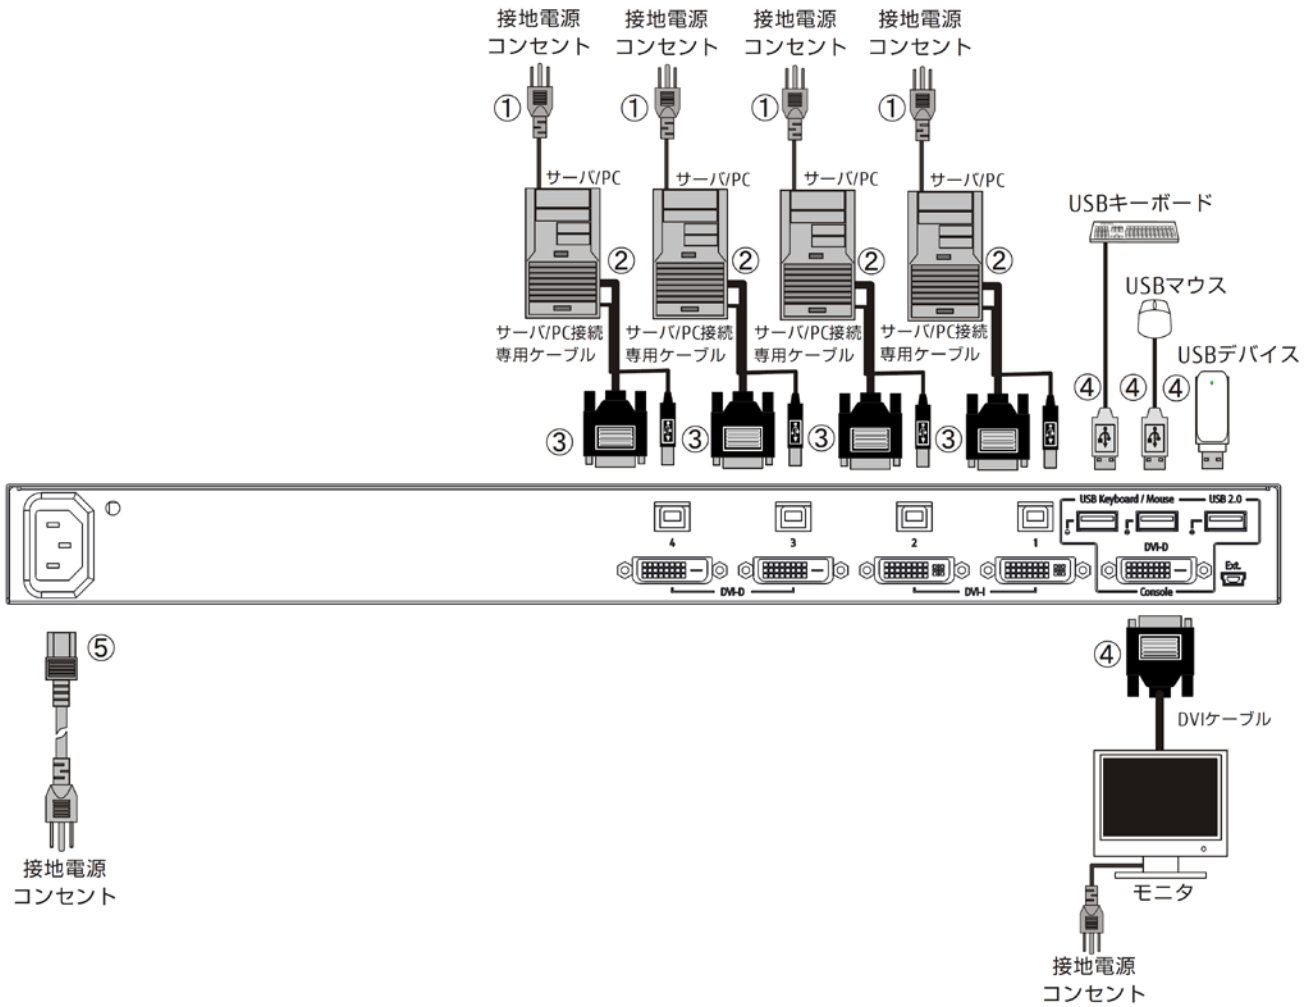 接地電源
コンセント
接地電源
コンセント
接地電源
コンセント
接地電源
コンセント
①
①
①
①
サーバ/PC
サーバ/PC
サーバ/PC
サーバ/PC
USBキーボード
②
②
②
②
USBマウス
サーバ/PC接続
専用ケーブル
サーバ/PC接続
専用ケーブル
サーバ/PC接続
専用ケーブル
サーバ/PC接続
専用ケーブル
USBデバイス
④
④
④
③
③
③
③
USB Keyboard / Mouse
USB 2.0
4
3
2
1
DVI-D
Ext.
DVI-D
DVI-I
Console
⑤
④
DVIケーブル
接地電源
コンセント
モニタ
接地電源
コンセント